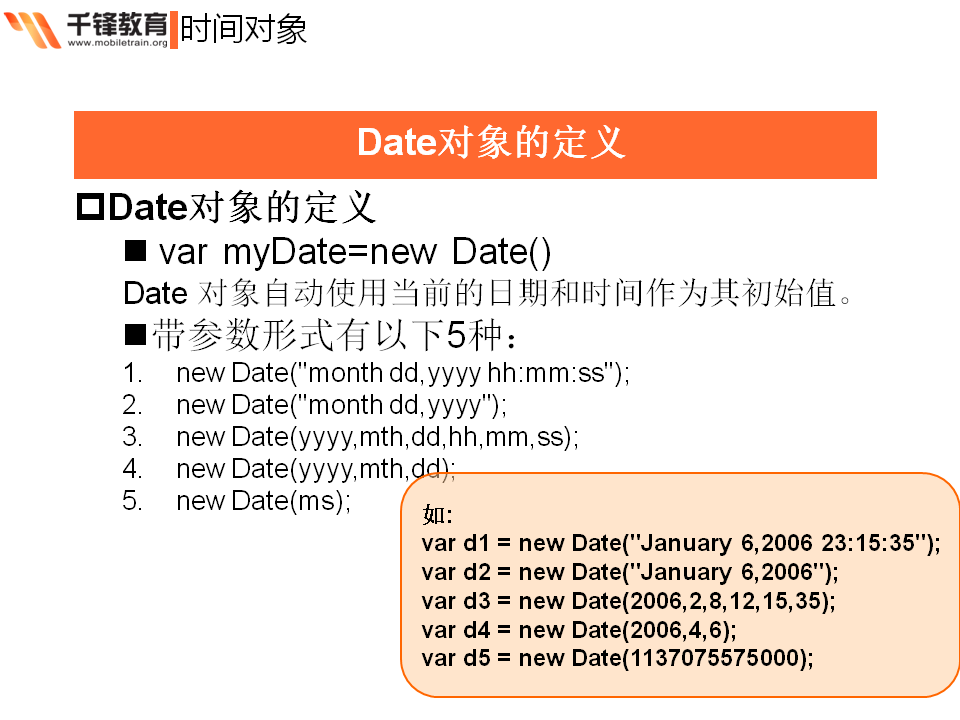 千锋教育
www.mobiletrain.org
时间对象
Date对象的定义
Date对象的定义
var myDate=new Date()
Date 对象自动使用当前的日期和时间作为其初始值。
带参数形式有以下5种：
1. new Date("month dd,yyyy hh:mm:ss");
2. new Date("month dd,yyyy");
3. new Date(yyyy,mth,dd,hh,mm,ss);
4. new Date(yyyy,mth,dd);
5. new Date(ms);
如:
var d1 = new Date("January 6,2006 23:15:35");
var d2 = new Date("January 6,2006");
var d3 = new Date(2006,2,8,12,15,35);
var d4 = new Date(2006,4,6);
var d5 = new Date(1137075575000);